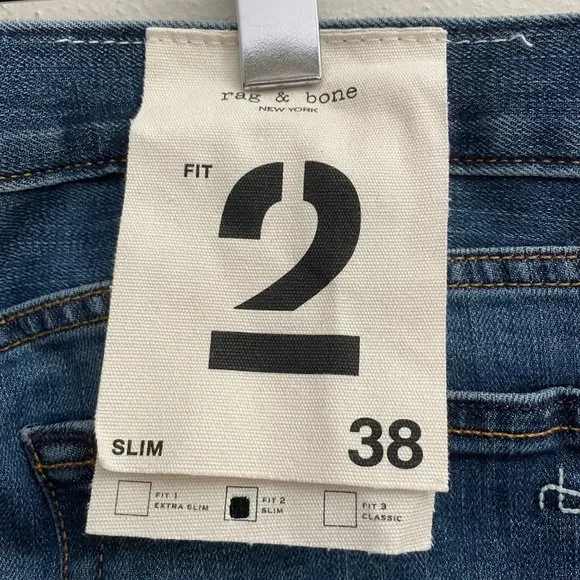 rag & bone
NEW YORK
FIT
2
SLIM
38
FIT 1
EXTRA SLIM
FIT 2
SLIM
FIT 3
CLASSIC